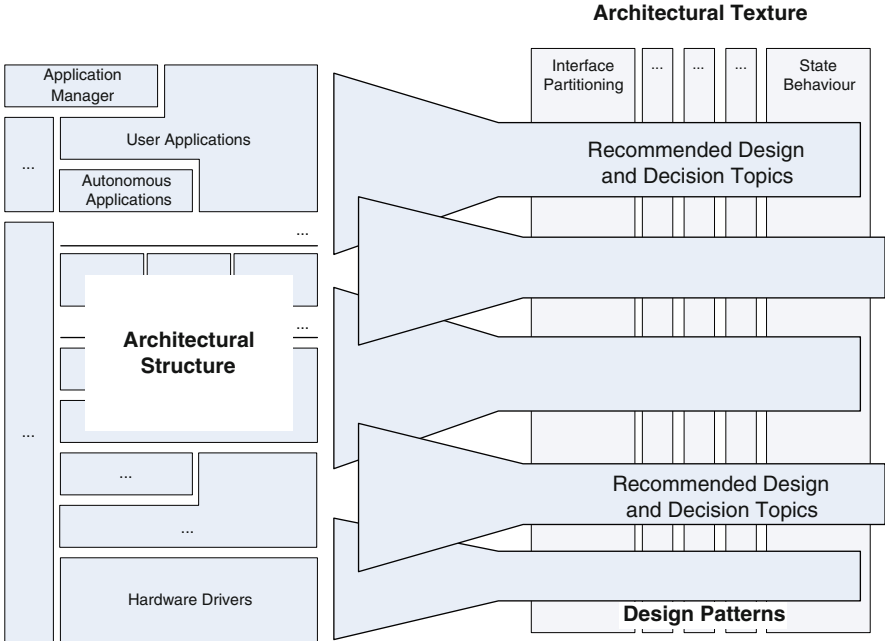 Architectural Texture
Interface
Partitioning
...
...
...
State
Behaviour
Application
Manager
...
User Applications
Autonomous
Applications
Recommended Design
and Decision Topics
...
...
Architectural
Structure
...
...
...
Recommended Design
and Decision Topics
Hardware Drivers
Design Patterns